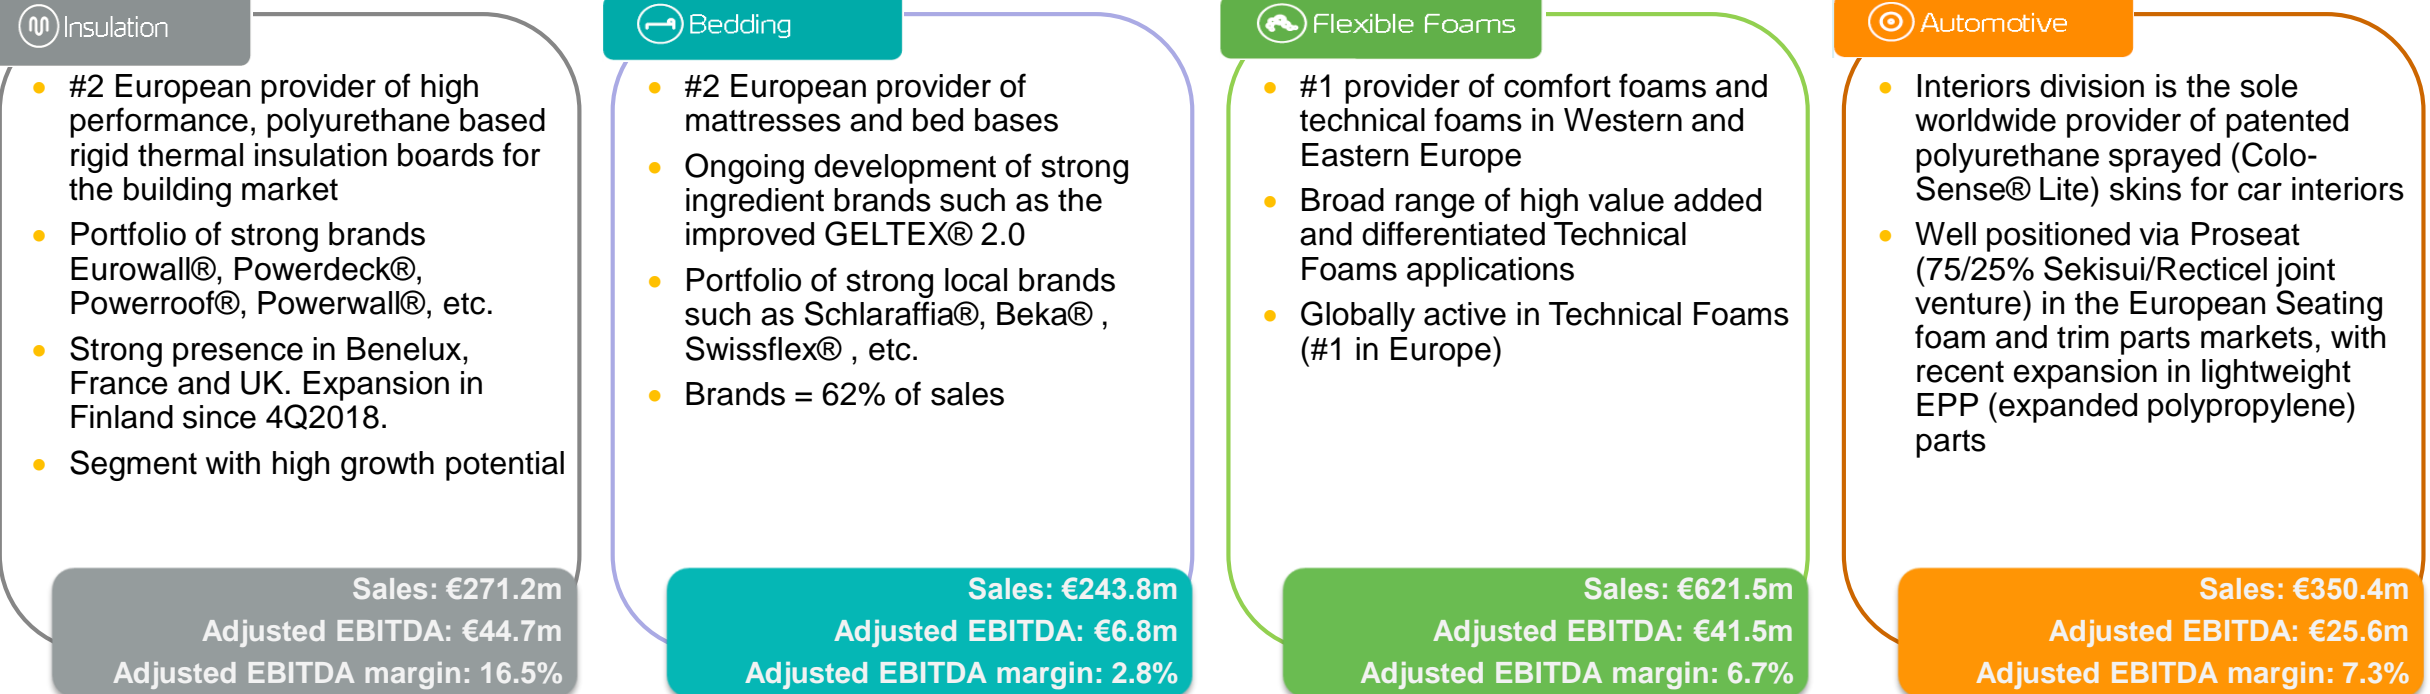 Insulation
#2 European provider of high
performance, polyurethane based
rigid thermal insulation boards for
the building market
Portfolio of strong brands
Eurowall®, Powerdeck®,
Powerroof®, Powerwall®, etc.
Strong presence in Benelux,
France and UK. Expansion in
Finland since 4Q2018.
Segment with high growth potential
Sales: €271.2m
Adjusted EBITDA: €44.7m
Adjusted EBITDA margin: 16.5%
Bedding
#2 European provider of
mattresses and bed bases
Ongoing development of strong
ingredient brands such as the
improved GELTEX® 2.0
Portfolio of strong local brands
such as Schlaraffia®, Beka® ,
Swissflex® , etc.
Brands = 62% of sales
Sales: €243.8m
Adjusted EBITDA: €6.8m
Adjusted EBITDA margin: 2.8%
Flexible Foams
#1 provider of comfort foams and
technical foams in Western and
Eastern Europe
Broad range of high value added
and differentiated Technical
Foams applications
Globally active in Technical Foams
(#1 in Europe)
Sales: €621.5m
Adjusted EBITDA: €41.5m
Adjusted EBITDA margin: 6.7%
Automotive
Interiors division is the sole
worldwide provider of patented
polyurethane sprayed (Colo-
Sense® Lite) skins for car interiors
Well positioned via Proseat
(75/25% Sekisui/Recticel joint
venture) in the European Seating
foam and trim parts markets, with
recent expansion in lightweight
EPP (expanded polypropylene)
parts
Sales: €350.4m
Adjusted EBITDA: €25.6m
Adjusted EBITDA margin: 7.3%